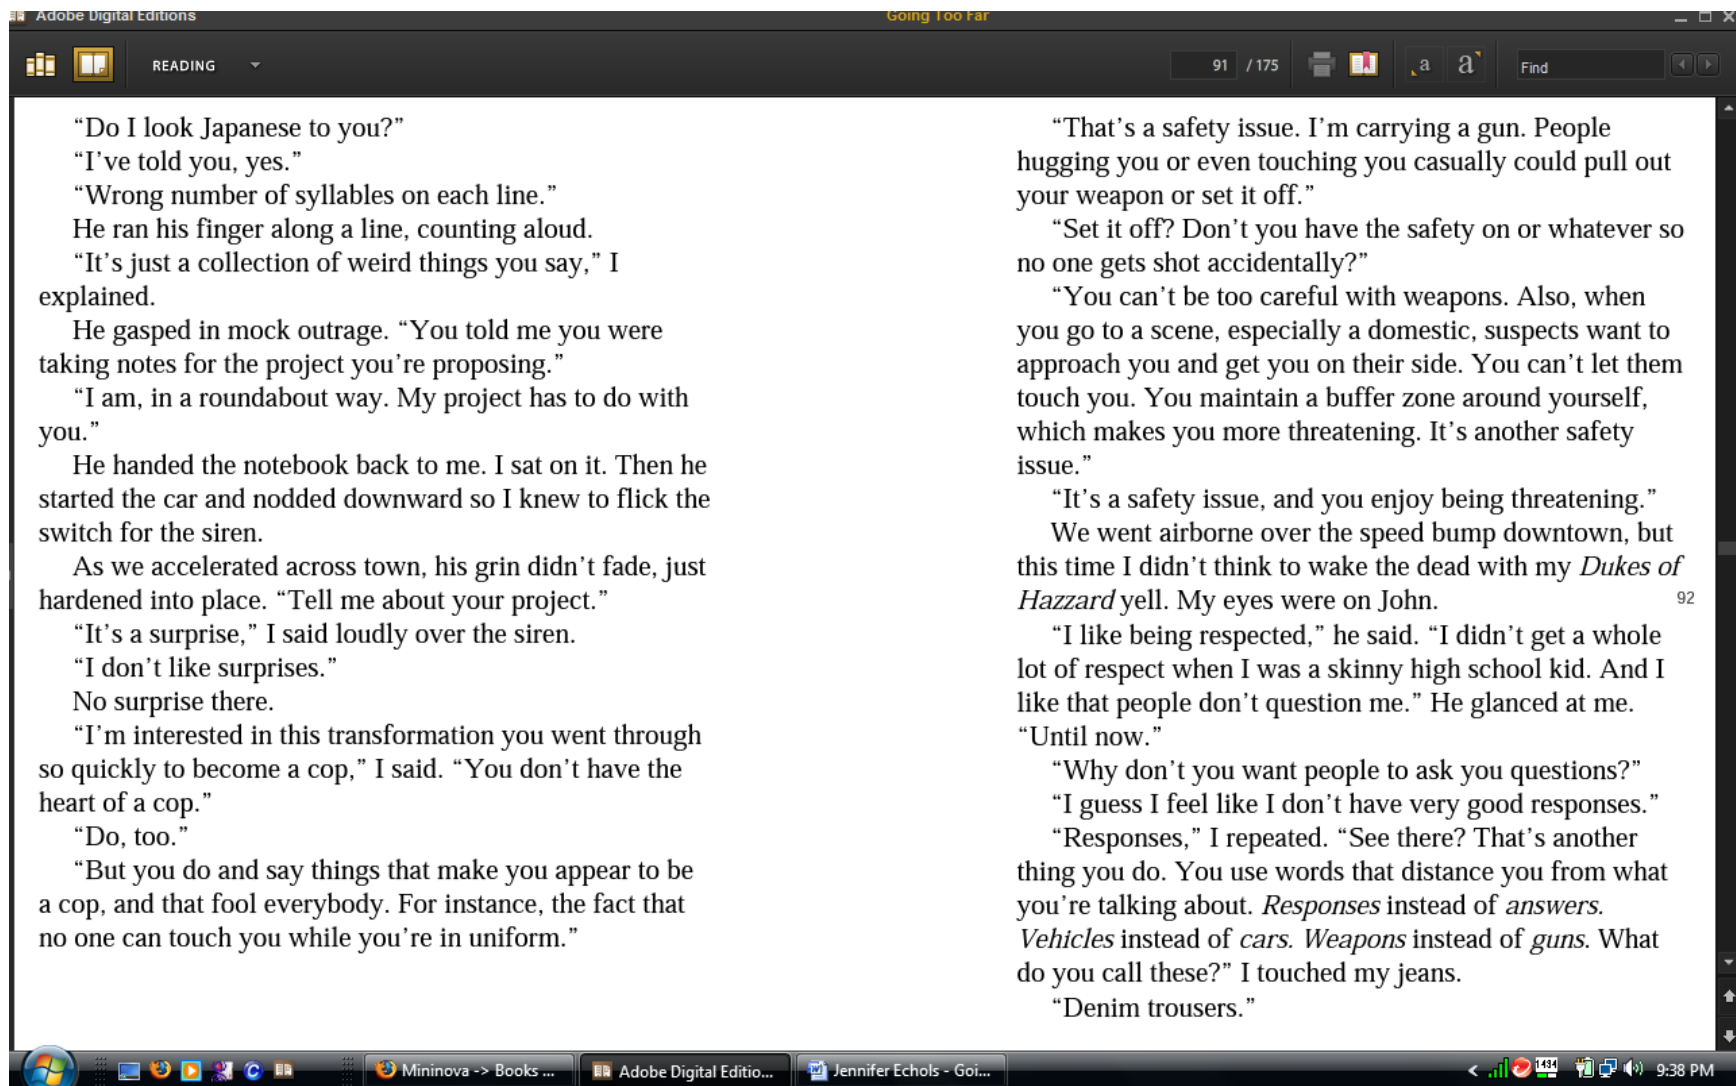 Adobe Digital Editions
Going Too Far
READING
91 / 175
a
a
Find
“Do I look Japanese to you?”
“I’ve told you, yes.”
“Wrong number of syllables on each line.”
He ran his finger along a line, counting aloud.
“It’s just a collection of weird things you say,” I
explained.
He gasped in mock outrage. “You told me you were
taking notes for the project you’re proposing.”
“I am, in a roundabout way. My project has to do with
you.”
He handed the notebook back to me. I sat on it. Then he
started the car and nodded downward so I knew to flick the
switch for the siren.
As we accelerated across town, his grin didn’t fade, just
hardened into place. “Tell me about your project.”
“It’s a surprise,” I said loudly over the siren.
“I don’t like surprises.”
No surprise there.
“I’m interested in this transformation you went through
so quickly to become a cop,” I said. “You don’t have the
heart of a cop.”
“Do, too.”
“But you do and say things that make you appear to be
a cop, and that fool everybody. For instance, the fact that
no one can touch you while you’re in uniform.”
“That’s a safety issue. I’m carrying a gun. People
hugging you or even touching you casually could pull out
your weapon or set it off.”
“Set it off? Don’t you have the safety on or whatever so
no one gets shot accidentally?”
“You can’t be too careful with weapons. Also, when
you go to a scene, especially a domestic, suspects want to
approach you and get you on their side. You can’t let them
touch you. You maintain a buffer zone around yourself,
which makes you more threatening. It’s another safety
issue.”
“It’s a safety issue, and you enjoy being threatening.”
We went airborne over the speed bump downtown, but
this time I didn’t think to wake the dead with my Dukes of
Hazzard yell. My eyes were on John.
92
“I like being respected,” he said. “I didn’t get a whole
lot of respect when I was a skinny high school kid. And I
like that people don’t question me.” He glanced at me.
“Until now.”
“Why don’t you want people to ask you questions?”
“I guess I feel like I don’t have very good responses.”
“Responses,” I repeated. “See there? That’s another
thing you do. You use words that distance you from what
you’re talking about. Responses instead of answers.
Vehicles instead of cars. Weapons instead of guns. What
do you call these?” I touched my jeans.
“Denim trousers.”
Mininova -> Books ...
Adobe Digital Editio...
Jennifer Echols - Goi...
1434
9:38 PM